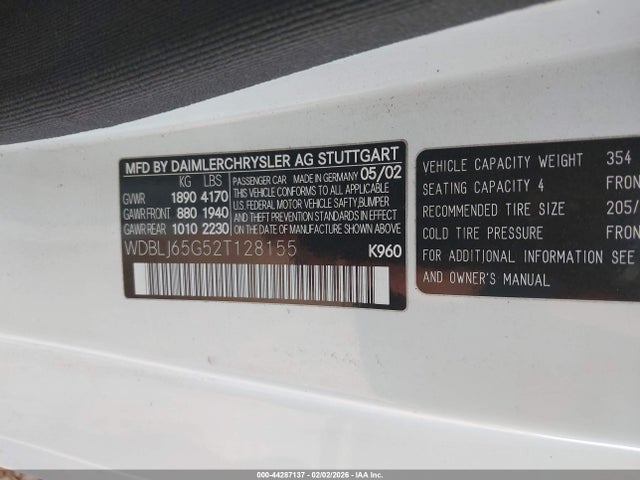 MFD BY DAIMLERCHRYSLER AG STUTTGART
KG LBS
GVWR 1890 4170
GAWR FRONT 880 1940
GAWR REAR 1010 2230
PASSENGER CAR MADE IN GERMANY 05/02
THIS VEHICLE CONFORMS TO ALL APPLICABLE
U.S. FEDERAL MOTOR VEHICLE SAFTY,BUMPER
AND THEFT PREVENTION STANDARDS IN EFFECT
ON THE DATE OF MANUFACTURE SHOWN ABOVE
WDBLJ65G52T128155
K960
VEHICLE CAPACITY WEIGHT 354
SEATING CAPACITY 4 FRON
RECOMMENDED TIRE SIZE 205/
COLD TIRE PRESSURE FRON
FOR ADDITIONAL INFORMATION SEE
AND OWNER'S MANUAL
000-44287137 - 02/02/2026 - IAA Inc.